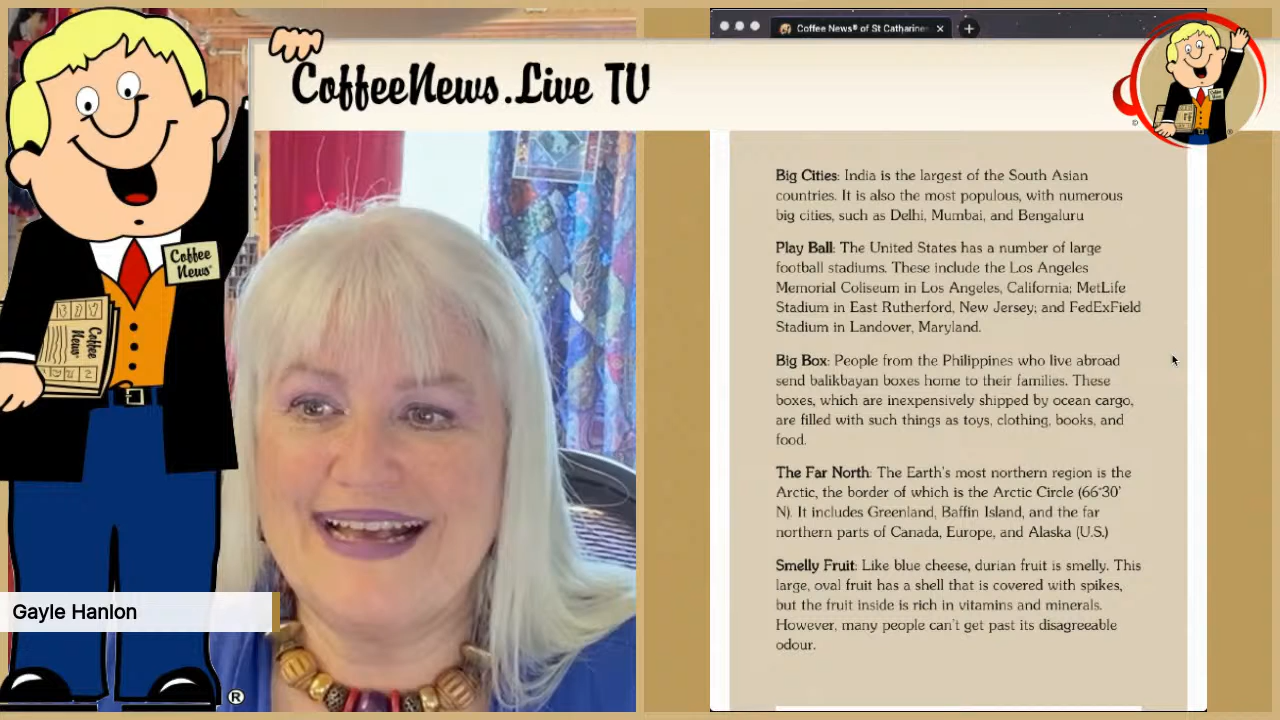 CoffeeNews.Live TV
Coffee News® of St Catharines
Coffee
News®
Coffee
News®
Big Cities: India is the largest of the South Asian
countries. It is also the most populous, with numerous
big cities, such as Delhi, Mumbai, and Bengaluru
Play Ball: The United States has a number of large
football stadiums. These include the Los Angeles
Memorial Coliseum in Los Angeles, California; MetLife
Stadium in East Rutherford, New Jersey; and FedExField
Stadium in Landover, Maryland.
Big Box: People from the Philippines who live abroad
send balikbayan boxes home to their families. These
boxes, which are inexpensively shipped by ocean cargo,
are filled with such things as toys, clothing, books, and
food.
The Far North: The Earth's most northern region is the
Arctic, the border of which is the Arctic Circle (66°30'
N). It includes Greenland, Baffin Island, and the far
northern parts of Canada, Europe, and Alaska (U.S.)
Smelly Fruit: Like blue cheese, durian fruit is smelly. This
large, oval fruit has a shell that is covered with spikes,
but the fruit inside is rich in vitamins and minerals.
However, many people can't get past its disagreeable
odour.
Gayle Hanlon
®